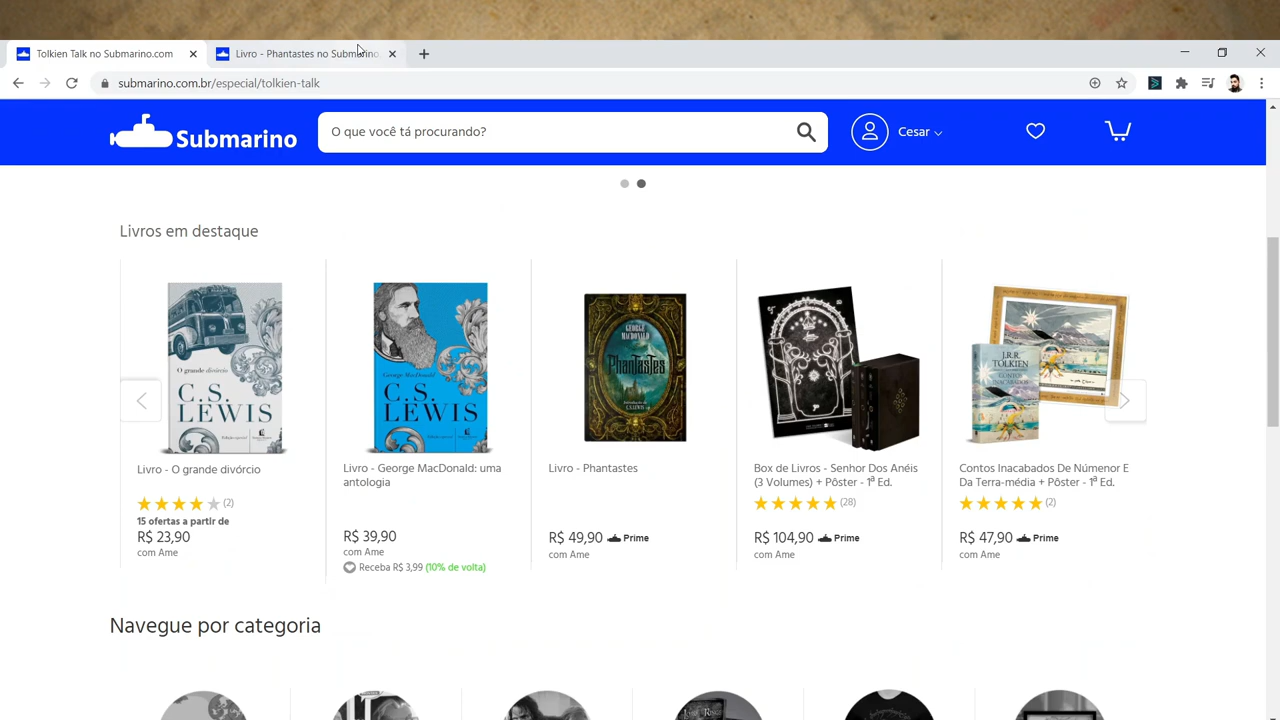 Tolkien Talk no Submarino.com
Livro - Phantastes no Submarino
submarino.com.br/especial/tolkien-talk
Submarino
O que você tá procurando?
Cesar
Livros em destaque
O grande divórcio
C.S.
LEWIS
George MacDonald
C.S.
LEWIS
GEORGE
MACDONALD
Phantastes
J.R.R.
TOLKIEN
CONTOS
INACABADOS
Livro - O grande divórcio
(2)
15 ofertas a partir de
R$ 23,90
com Ame
Livro - George MacDonald: uma
antologia
R$ 39,90
com Ame
Receba R$ 3,99 (10% de volta)
Livro - Phantastes
R$ 49,90 Prime
com Ame
Box de Livros - Senhor Dos Anéis
(3 Volumes) + Pôster - 1ª Ed.
(28)
R$ 104,90 Prime
com Ame
Contos Inacabados De Númenor E
Da Terra-média + Pôster - 1ª Ed.
(2)
R$ 47,90 Prime
com Ame
Navegue por categoria